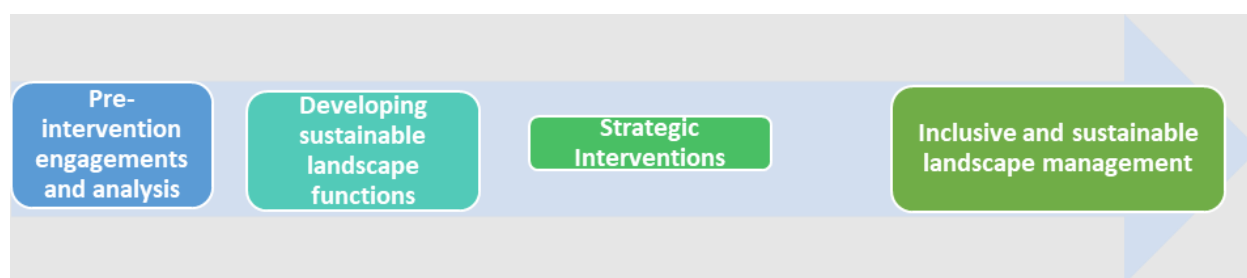 Pre-
intervention
engagements
and analysis
Developing
sustainable
landscape
functions
Strategic
Interventions
Inclusive and sustainable
landscape management